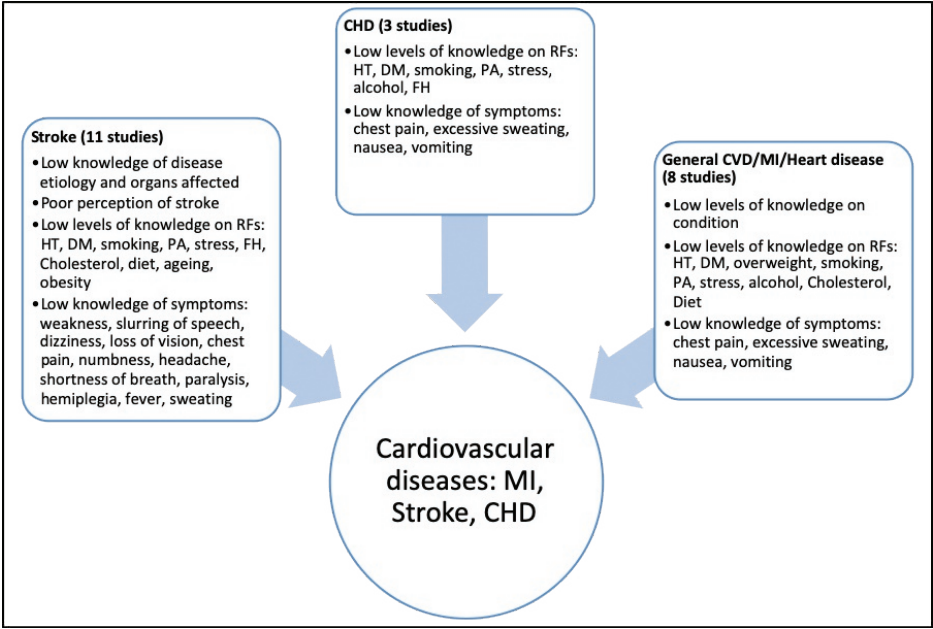 CHD (3 studies)
•Low levels of knowledge on RFs:
HT, DM, smoking, PA, stress,
alcohol, FH
•Low knowledge of symptoms:
chest pain, excessive sweating,
nausea, vomiting
Stroke (11 studies)
•Low knowledge of disease
etiology and organs affected
•Poor perception of stroke
•Low levels of knowledge on RFs:
HT, DM, smoking, PA, stress, FH,
Cholesterol, diet, ageing,
obesity
•Low knowledge of symptoms:
weakness, slurring of speech,
dizziness, loss of vision, chest
pain, numbness, headache,
shortness of breath, paralysis,
hemiplegia, fever, sweating
General CVD/MI/Heart disease
(8 studies)
•Low levels of knowledge on
condition
•Low levels of knowledge on RFs:
HT, DM, overweight, smoking,
PA, stress, alcohol, Cholesterol,
Diet
•Low knowledge of symptoms:
chest pain, excessive sweating,
nausea, vomiting
Cardiovascular
diseases: MI,
Stroke, CHD